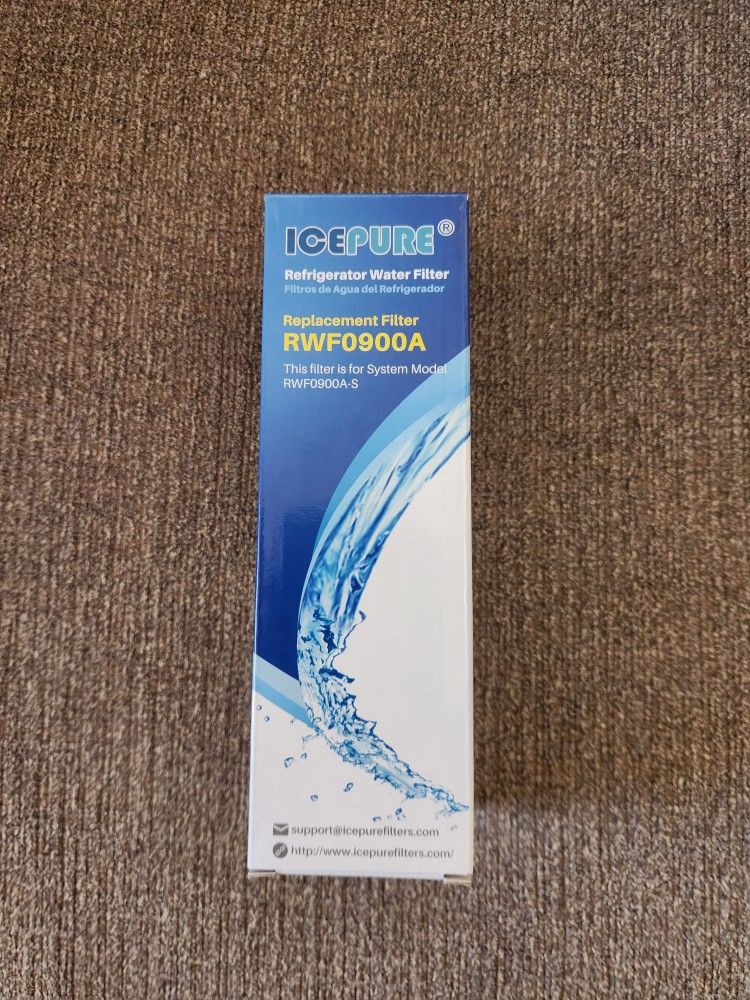 ICEPURE®
Refrigerator Water Filter
Filtros de Agua del Refrigerador
Replacement Filter
RWF0900A
This filter is for System Model
RWF0900A-S
support@icepurefilters.com
http://www.icepurefilters.com/